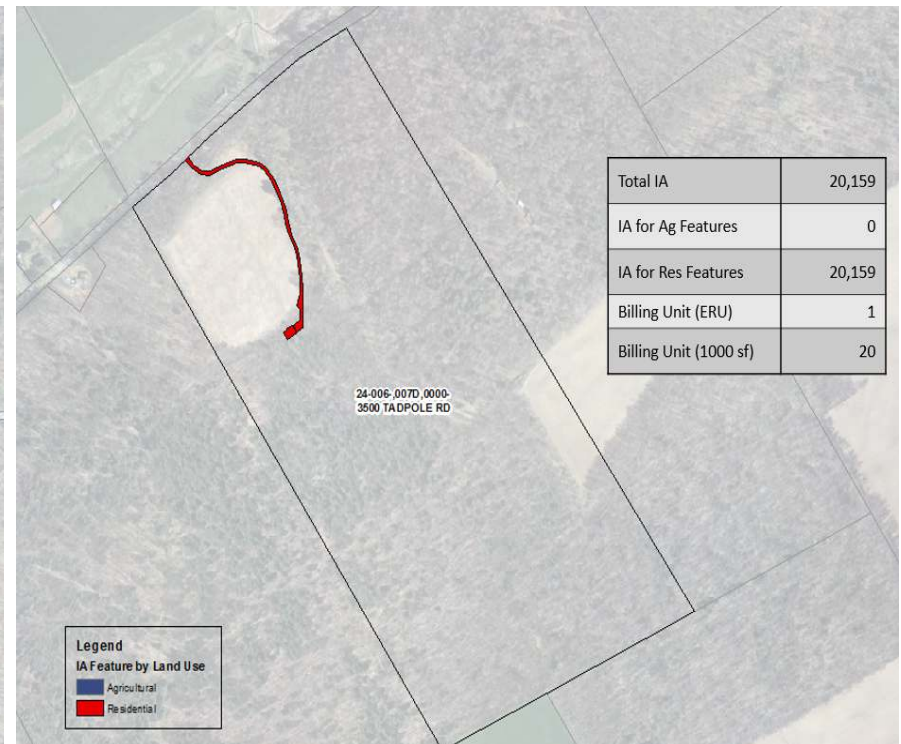 Total IA 20,159
IA for Ag Features 0
IA for Res Features 20,159
Billing Unit (ERU) 1
Billing Unit (1000 sf) 20
24-006-,007D,0000-
3500 TADPOLE RD
Legend
IA Feature by Land Use
Agricultural
Residential